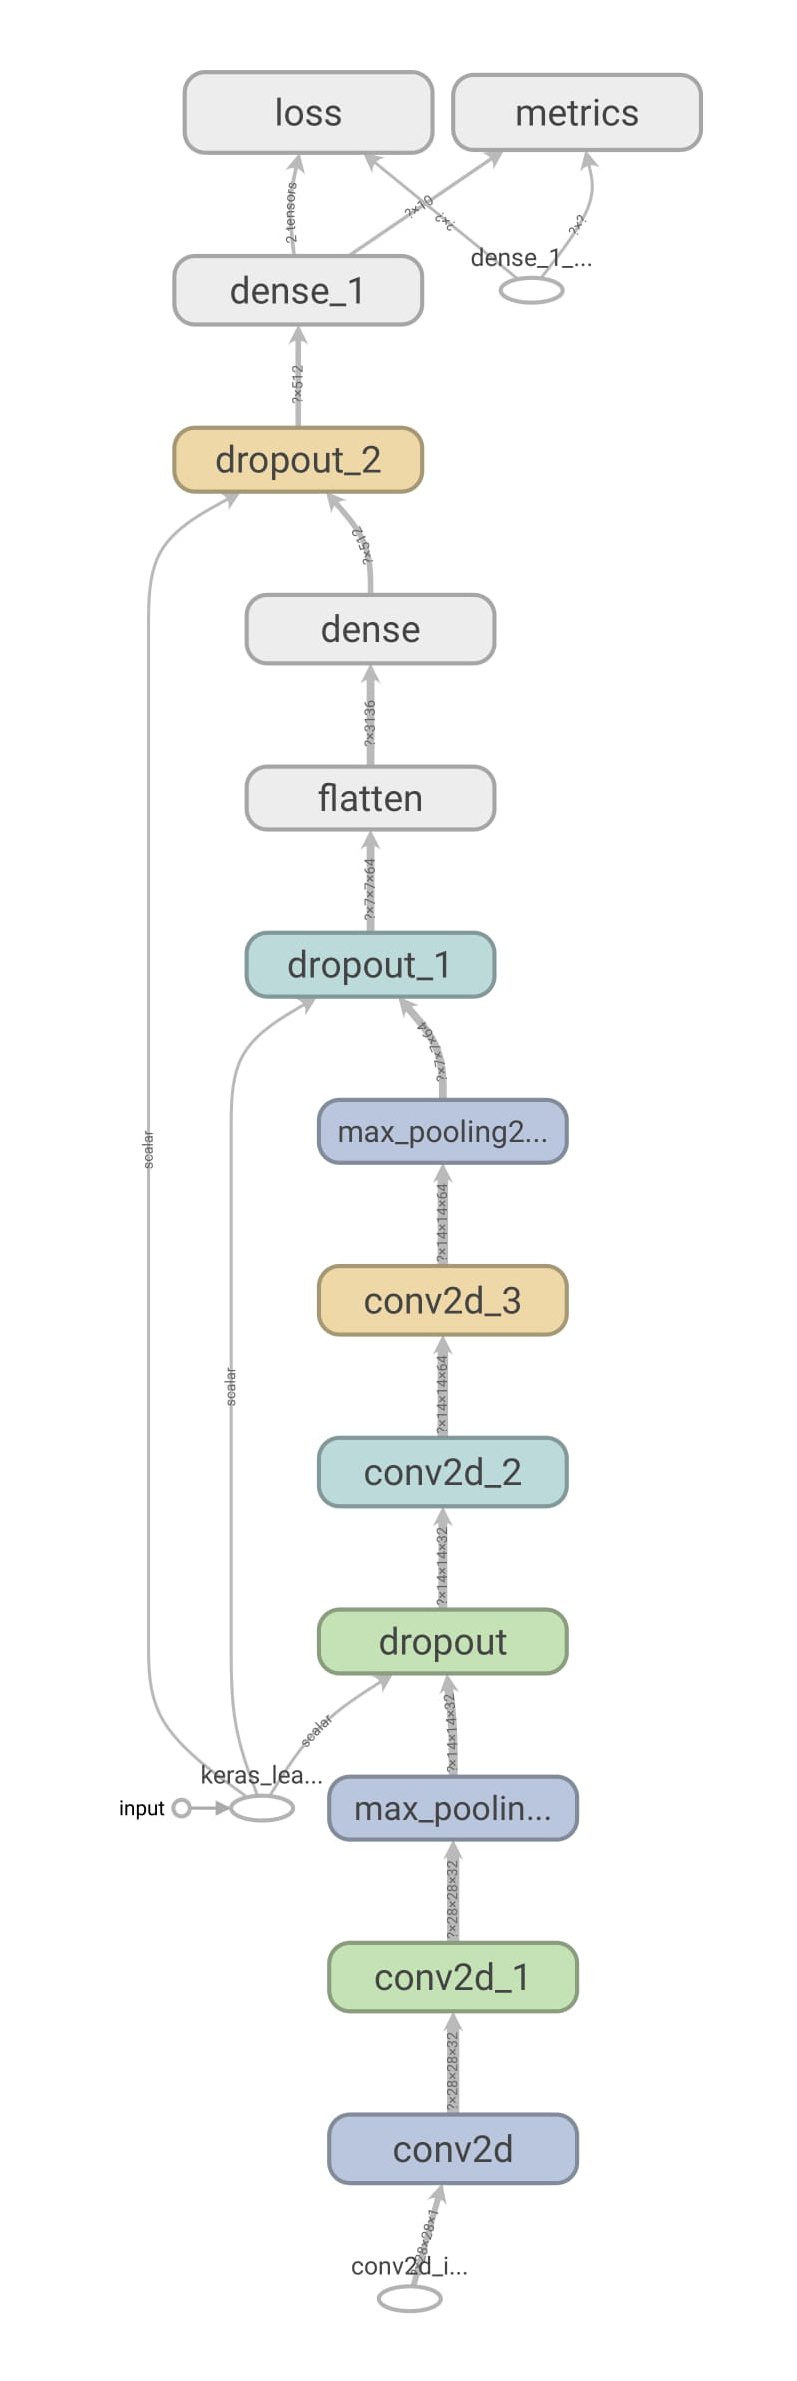 loss
metrics
2 tensors
?×10
?×?
?×?
dense_1_...
dense_1
?×512
dropout_2
?×512
dense
?×3136
flatten
?×7×7×64
dropout_1
?×7×7×64
max_pooling2...
scalar
?×14×14×64
conv2d_3
scalar
?×14×14×64
conv2d_2
?×14×14×32
dropout
scalar
?×14×14×32
keras_lea...
input
max_poolin...
?×28×28×32
conv2d_1
?×28×28×32
conv2d
?×28×28×1
conv2d_i...